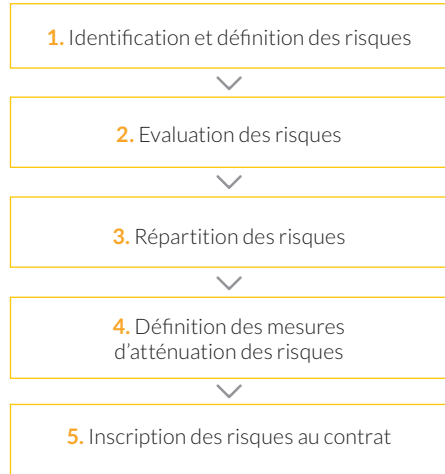 1. Identification et définition des risques
2. Evaluation des risques
3. Répartition des risques
4. Définition des mesures
d’atténuation des risques
5. Inscription des risques au contrat